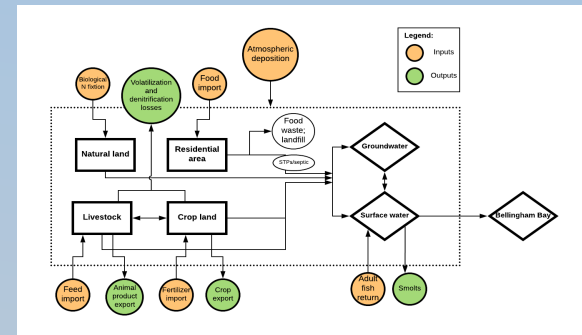 Legend:
Inputs
Outputs
Atmospheric
deposition
Biological
N fixtion
Volatilization
and
denitrification
losses
Food
import
Food
waste;
landfill
STPs/septic
Natural land
Residential
area
Groundwater
Livestock
Crop land
Surface water
Bellingham Bay
Feed
import
Animal
product
export
Fertilizer
import
Crop
export
Adult
fish
return
Smolts